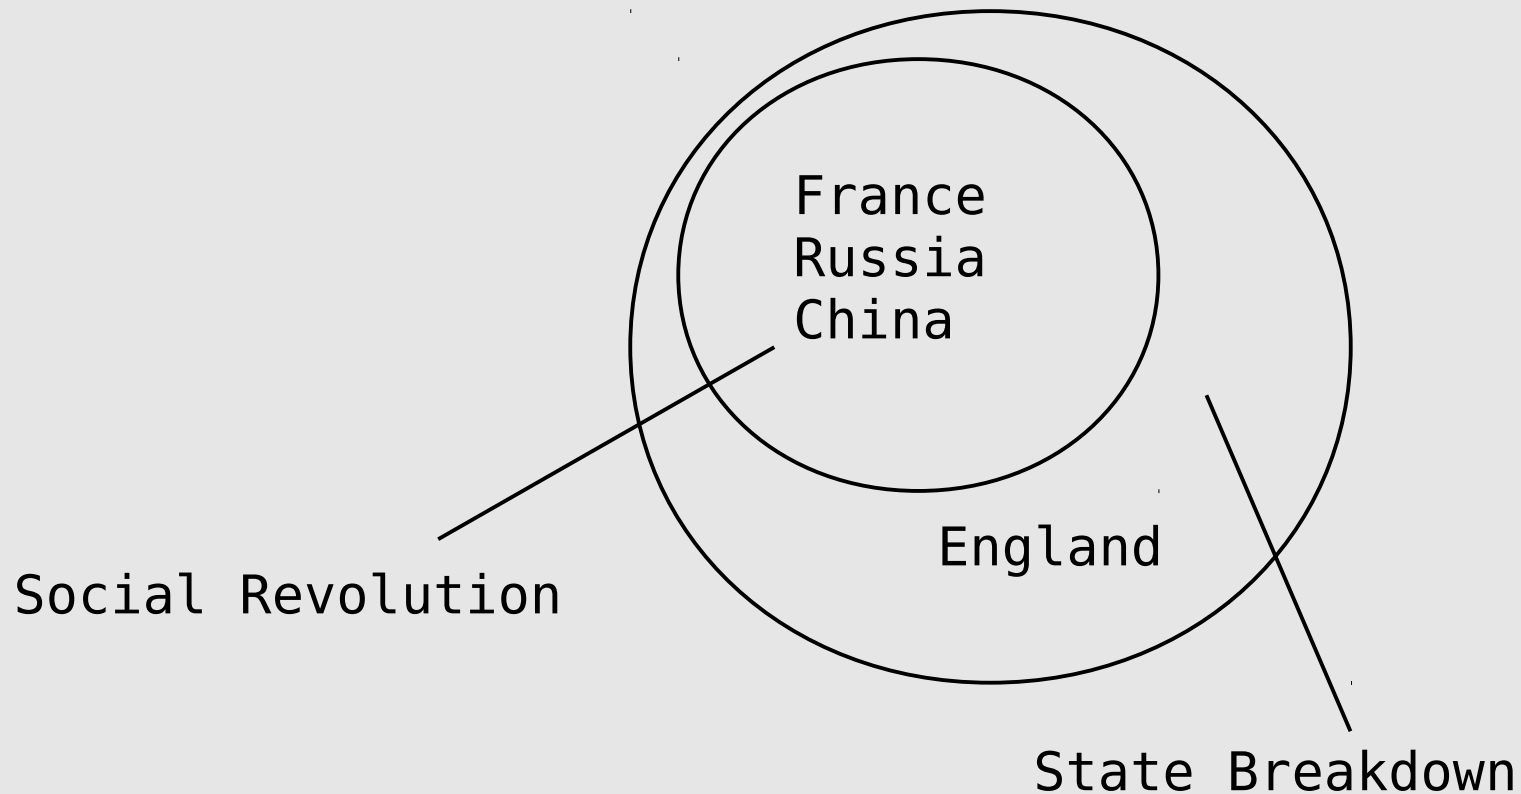 France
Russia
China
England
Social Revolution
State Breakdown